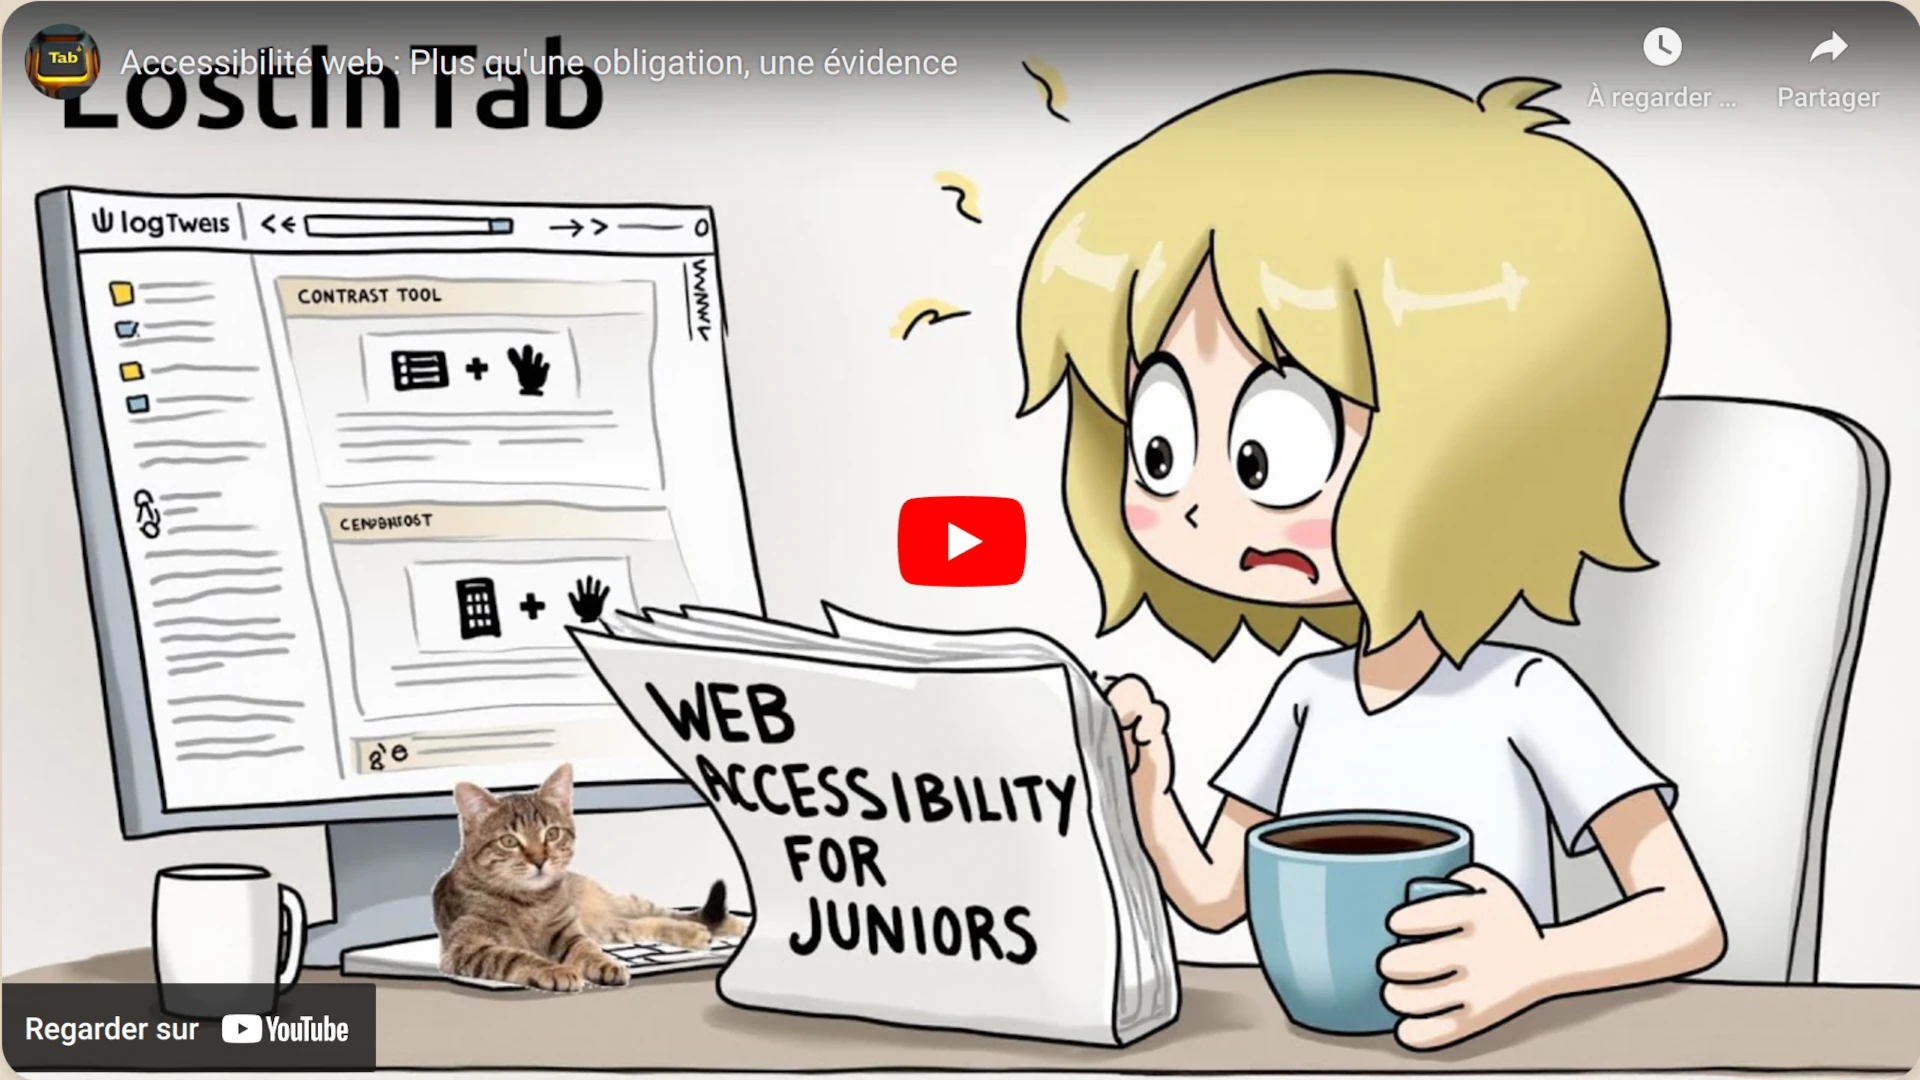 Tab
Accessibilité web : Plus qu'une obligation, une évidence
À regarder ...
Partager
LostInTab
logTweis
CONTRAST TOOL
WEB
ACCESSIBILITY
FOR
JUNIORS
Regarder sur YouTube